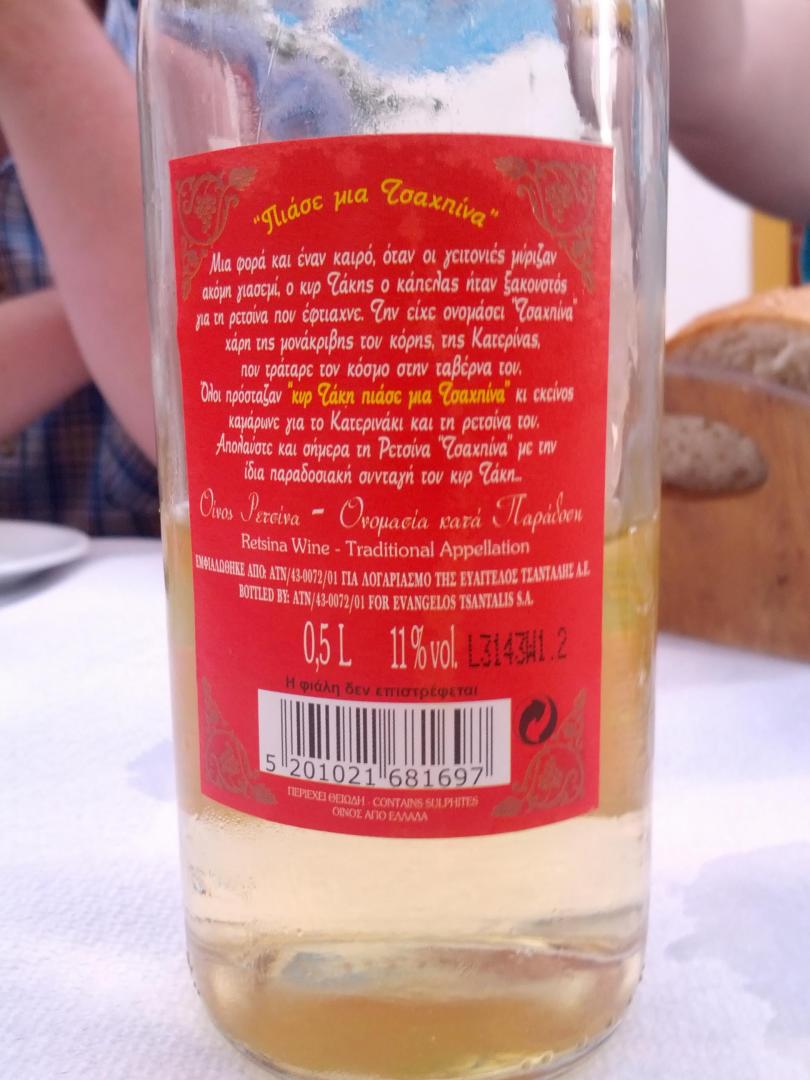 "Πιάσε μια Τσαχπίνα"
Μια φορά και έναν καιρό, όταν οι γειτονιές μύριζαν
ακόμη γιασεμί, ο κυρ Τάκης ο κάπελας ήταν ξακουστός
για τη ρετσίνα που έφτιαχνε. Την είχε ονομάσει "Τσαχπίνα"
χάρη της μονάκριβης του κόρης, της Κατερίνας,
που τράταρε τον κόσμο στην ταβέρνα του.
Όλοι πρόσταζαν "κυρ Τάκη πιάσε μια Τσαχπίνα" κι εκείνος
καμάρωνε για το Κατερινάκι και τη ρετσίνα του.
Απολαύστε και σήμερα τη Ρετσίνα "Τσαχπίνα" με την
ίδια παραδοσιακή συνταγή του κυρ Τάκη...
Οίνος Ρετσίνα - Ονομασία κατά Παράδοση
Retsina Wine - Traditional Appellation
ΕΜΦΙΑΛΩΘΗΚΕ ΑΠΟ: ΑΤΝ/43-0072/01 ΓΙΑ ΛΟΓΑΡΙΑΣΜΟ ΤΗΣ ΕΥΑΓΓΕΛΟΣ ΤΣΑΝΤΑΛΗΣ Α.Ε.
BOTTLED BY: ATN/43-0072/01 FOR EVANGELOS TSANTALIS S.A.
0,5 L 11% vol. L3143W1.2
Η φιάλη δεν επιστρέφεται
5 201021 681697
ΠΕΡΙΕΧΕΙ ΘΕΙΩΔΗ - CONTAINS SULPHITES
ΟΙΝΟΣ ΑΠΟ ΕΛΛΑΔΑ